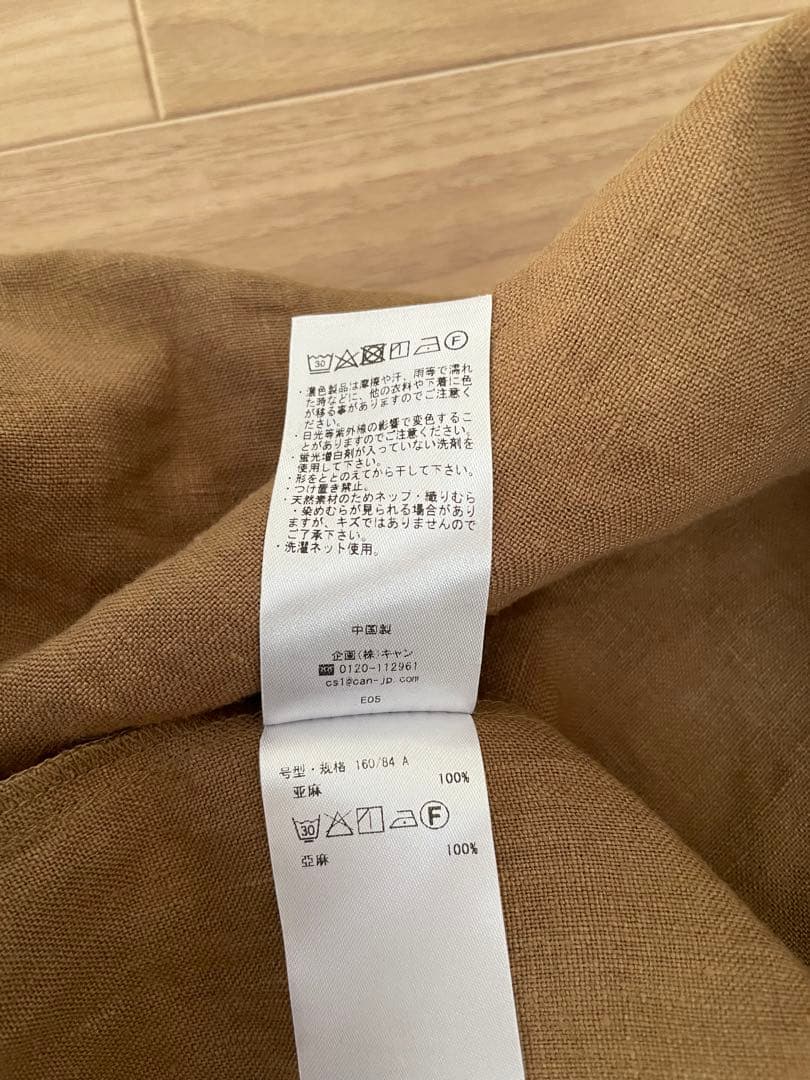 30 F
・濃色製品は摩擦や汗、雨等で濡れ
た時などに、他の衣料や下着に色
が移る事がありますのでご注意く
ださい。
・日光等紫外線の影響で変色するこ
とがありますのでご注意ください。
・蛍光増白剤が入っていない洗剤を
使用して下さい。
・形をととのえてから干して下さい。
・つけ置き禁止。
・天然素材のためネップ・織りむら
・染めむらが見られる場合があり
ますが、キズではありませんので
ご了承下さい。
・洗濯ネット使用。
中国製
企画(株)キャン
0120-112961
cs1@can-jp.com
E05
号型・规格 160/84 A
亚麻 100%
30 F
亞麻 100%